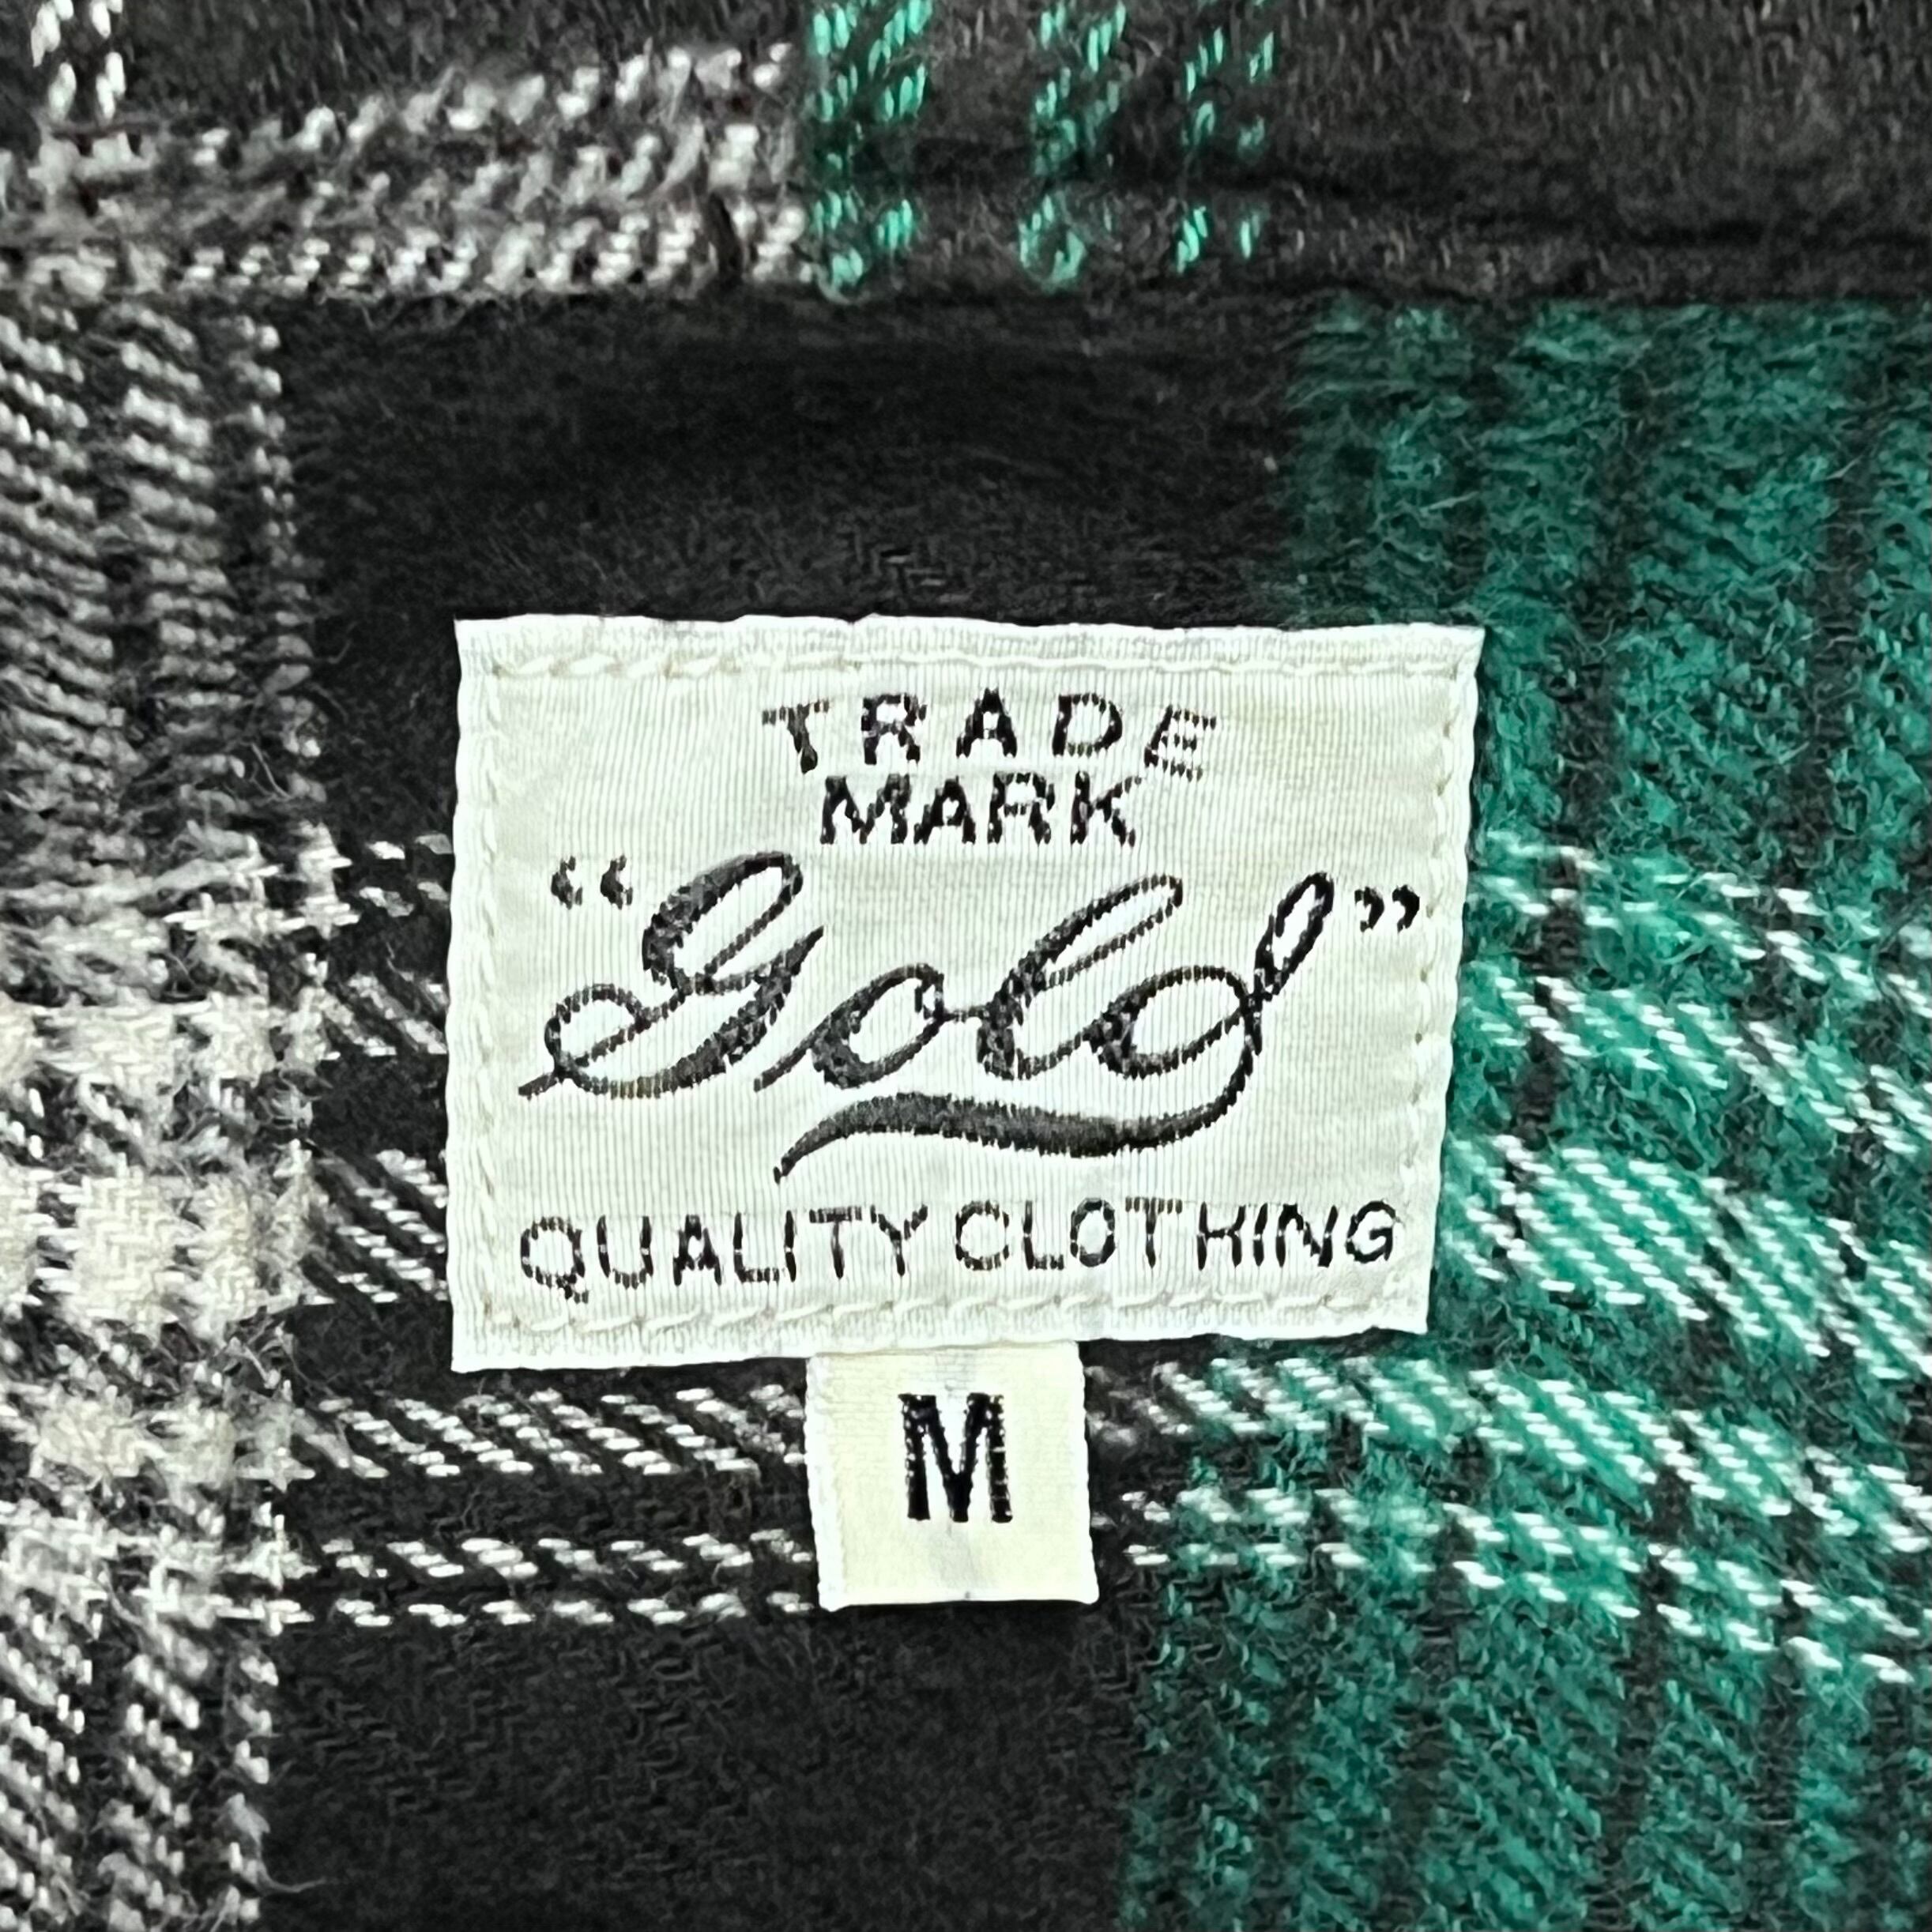 TRADE
MARK
“Gold”
QUALITY CLOTHING
M